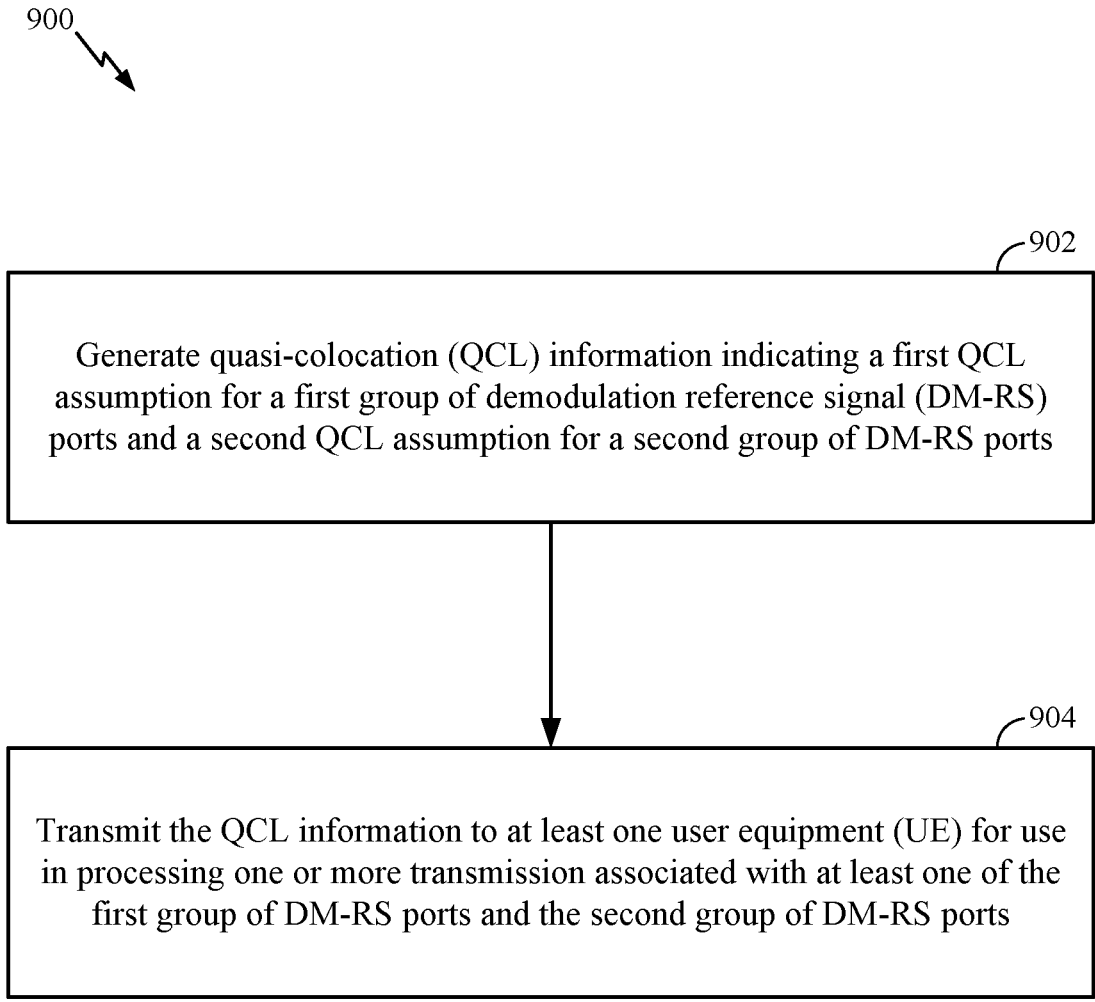 900
902
Generate quasi-colocation (QCL) information indicating a first QCL
assumption for a first group of demodulation reference signal (DM-RS)
ports and a second QCL assumption for a second group of DM-RS ports
904
Transmit the QCL information to at least one user equipment (UE) for use
in processing one or more transmission associated with at least one of the
first group of DM-RS ports and the second group of DM-RS ports